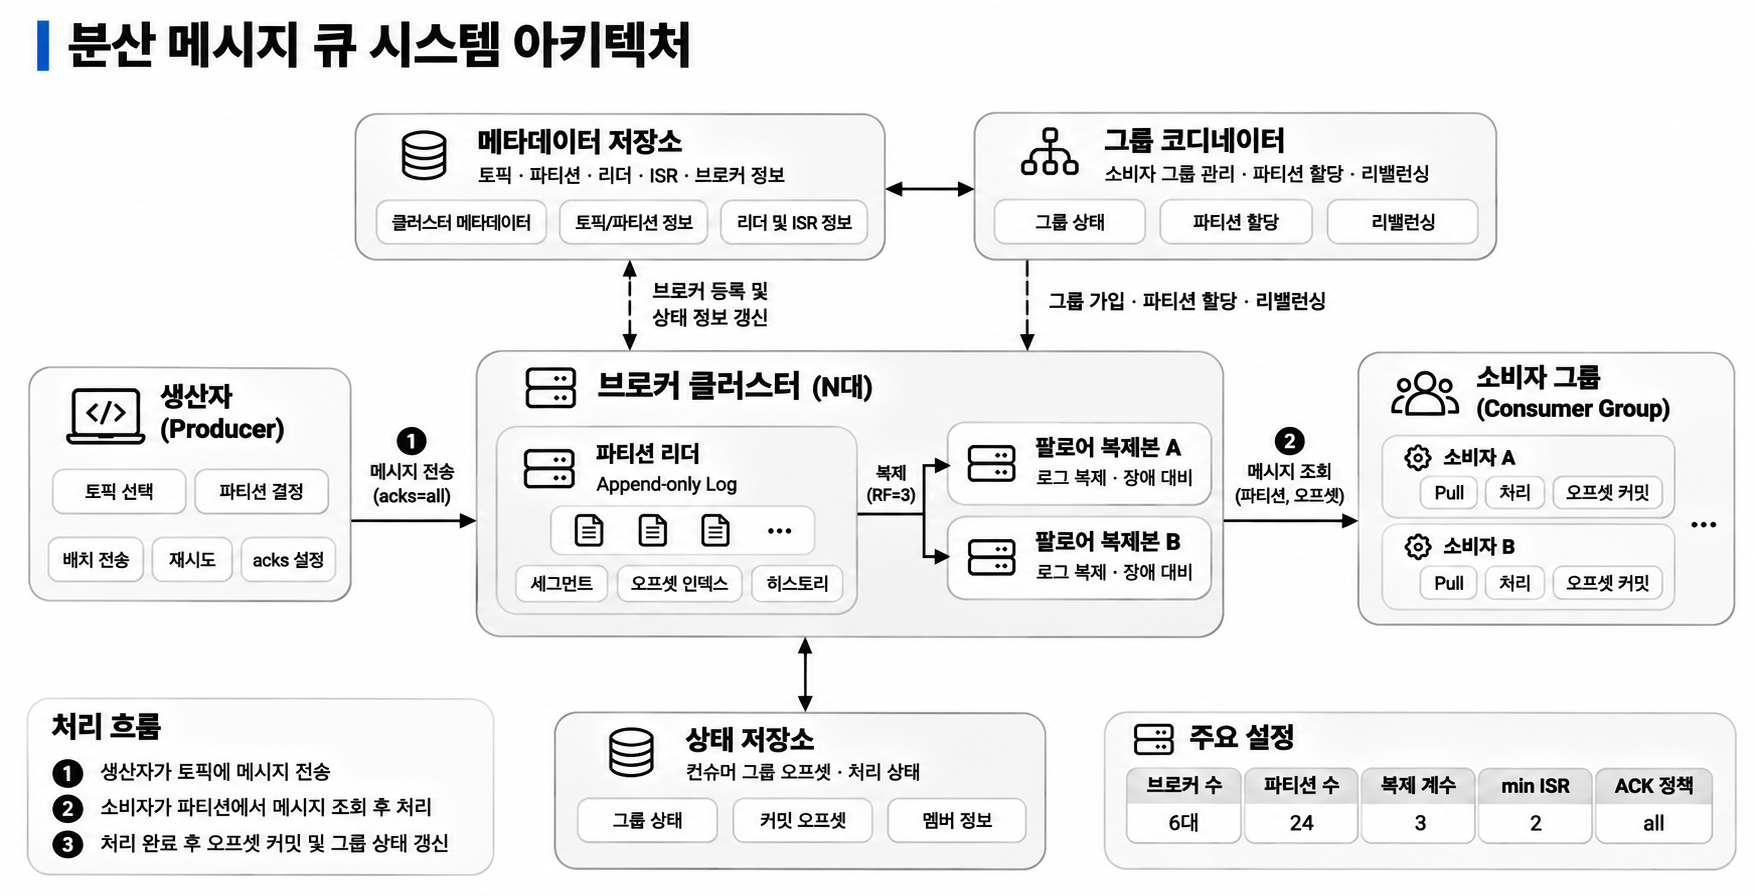 분산 메시지 큐 시스템 아키텍처
메타데이터 저장소
토픽 · 파티션 · 리더 · ISR · 브로커 정보
클러스터 메타데이터
토픽/파티션 정보
리더 및 ISR 정보
그룹 코디네이터
소비자 그룹 관리 · 파티션 할당 · 리밸런싱
그룹 상태
파티션 할당
리밸런싱
브로커 등록 및
상태 정보 갱신
그룹 가입 · 파티션 할당 · 리밸런싱
생산자
(Producer)
토픽 선택
파티션 결정
배치 전송
재시도
acks 설정
1
메시지 전송
(acks=all)
브로커 클러스터 (N대)
파티션 리더
Append-only Log
...
세그먼트
오프셋 인덱스
히스토리
복제
(RF=3)
팔로어 복제본 A
로그 복제 · 장애 대비
팔로어 복제본 B
로그 복제 · 장애 대비
2
메시지 조회
(파티션, 오프셋)
소비자 그룹
(Consumer Group)
소비자 A
Pull
처리
오프셋 커밋
소비자 B
Pull
처리
오프셋 커밋
...
처리 흐룸
1 생산자가 토픽에 메시지 전송
2 소비자가 파티션에서 메시지 조회 후 처리
3 처리 완료 후 오프셋 커밋 및 그룹 상태 갱신
상태 저장소
컨슈머 그룹 오프셋 · 처리 상태
그룹 상태
커밋 오프셋
멤버 정보
주요 설정
브로커 수 파티션 수 복제 계수 min ISR ACK 정책
6대 24 3 2 all